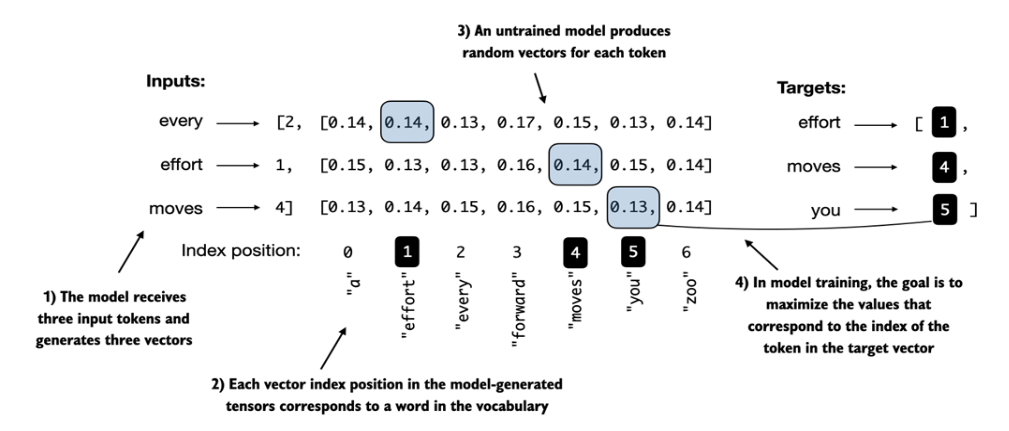 3) An untrained model produces
random vectors for each token
Inputs:
Targets:
every [2, [0.14, 0.14, 0.13, 0.17, 0.15, 0.13, 0.14] effort [ 1 ,
effort 1, [0.15, 0.13, 0.13, 0.16, 0.14, 0.15, 0.14] moves 4 ,
moves 4] [0.13, 0.14, 0.15, 0.16, 0.15, 0.13, 0.14] you 5 ]
Index position: 0 1 2 3 4 5 6
"a" "effort" "every" "forward" "moves" "you" "zoo"
1) The model receives
three input tokens and
generates three vectors
2) Each vector index position in the model-generated
tensors corresponds to a word in the vocabulary
4) In model training, the goal is to
maximize the values that
correspond to the index of the
token in the target vector